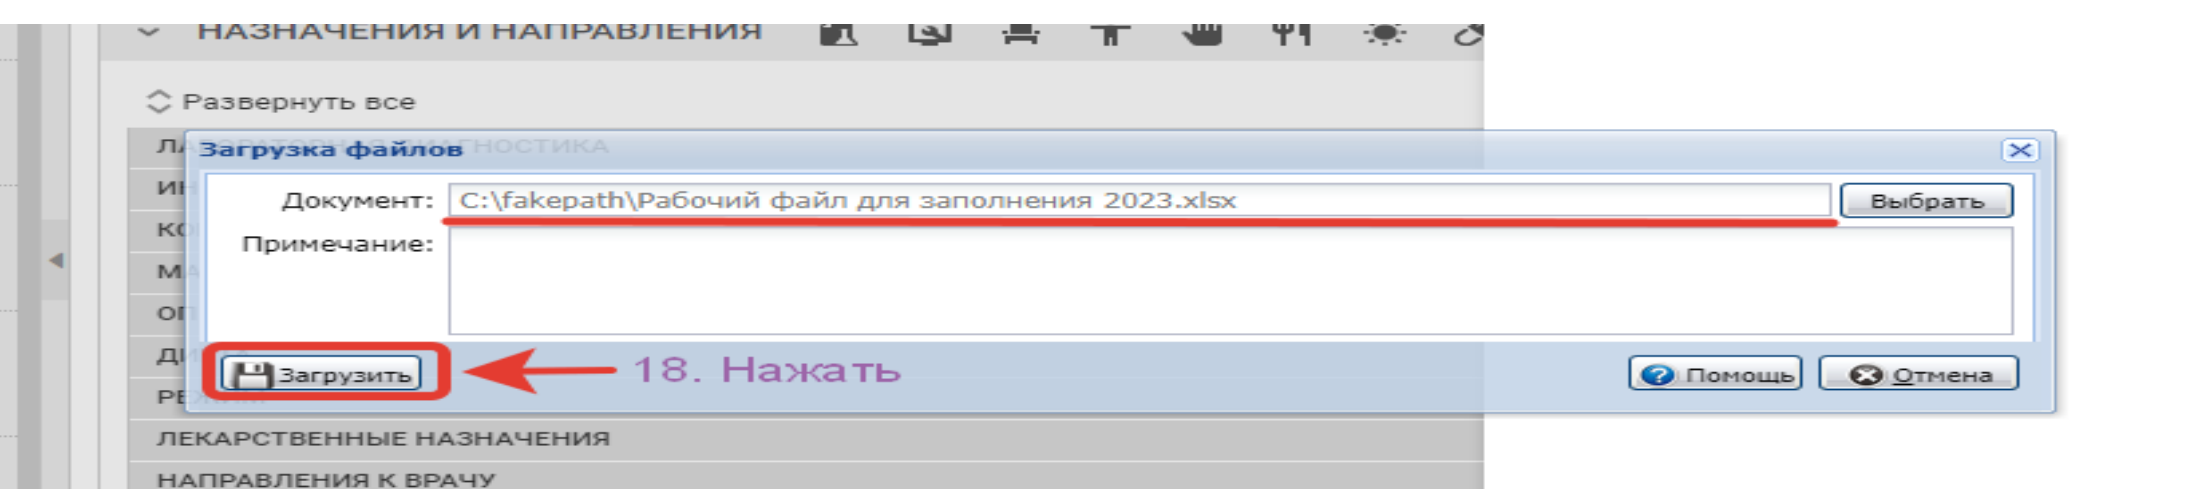 НАЗНАЧЕНИЯ И НАПРАВЛЕНИЯ
Развернуть все
Загрузка файлов
Документ: C:\fakepath\Рабочий файл для заполнения 2023.xlsx Выбрать
Примечание:
Загрузить 18. Нажать Помощь Отмена
ЛЕКАРСТВЕННЫЕ НАЗНАЧЕНИЯ
НАПРАВЛЕНИЯ К ВРАЧУ